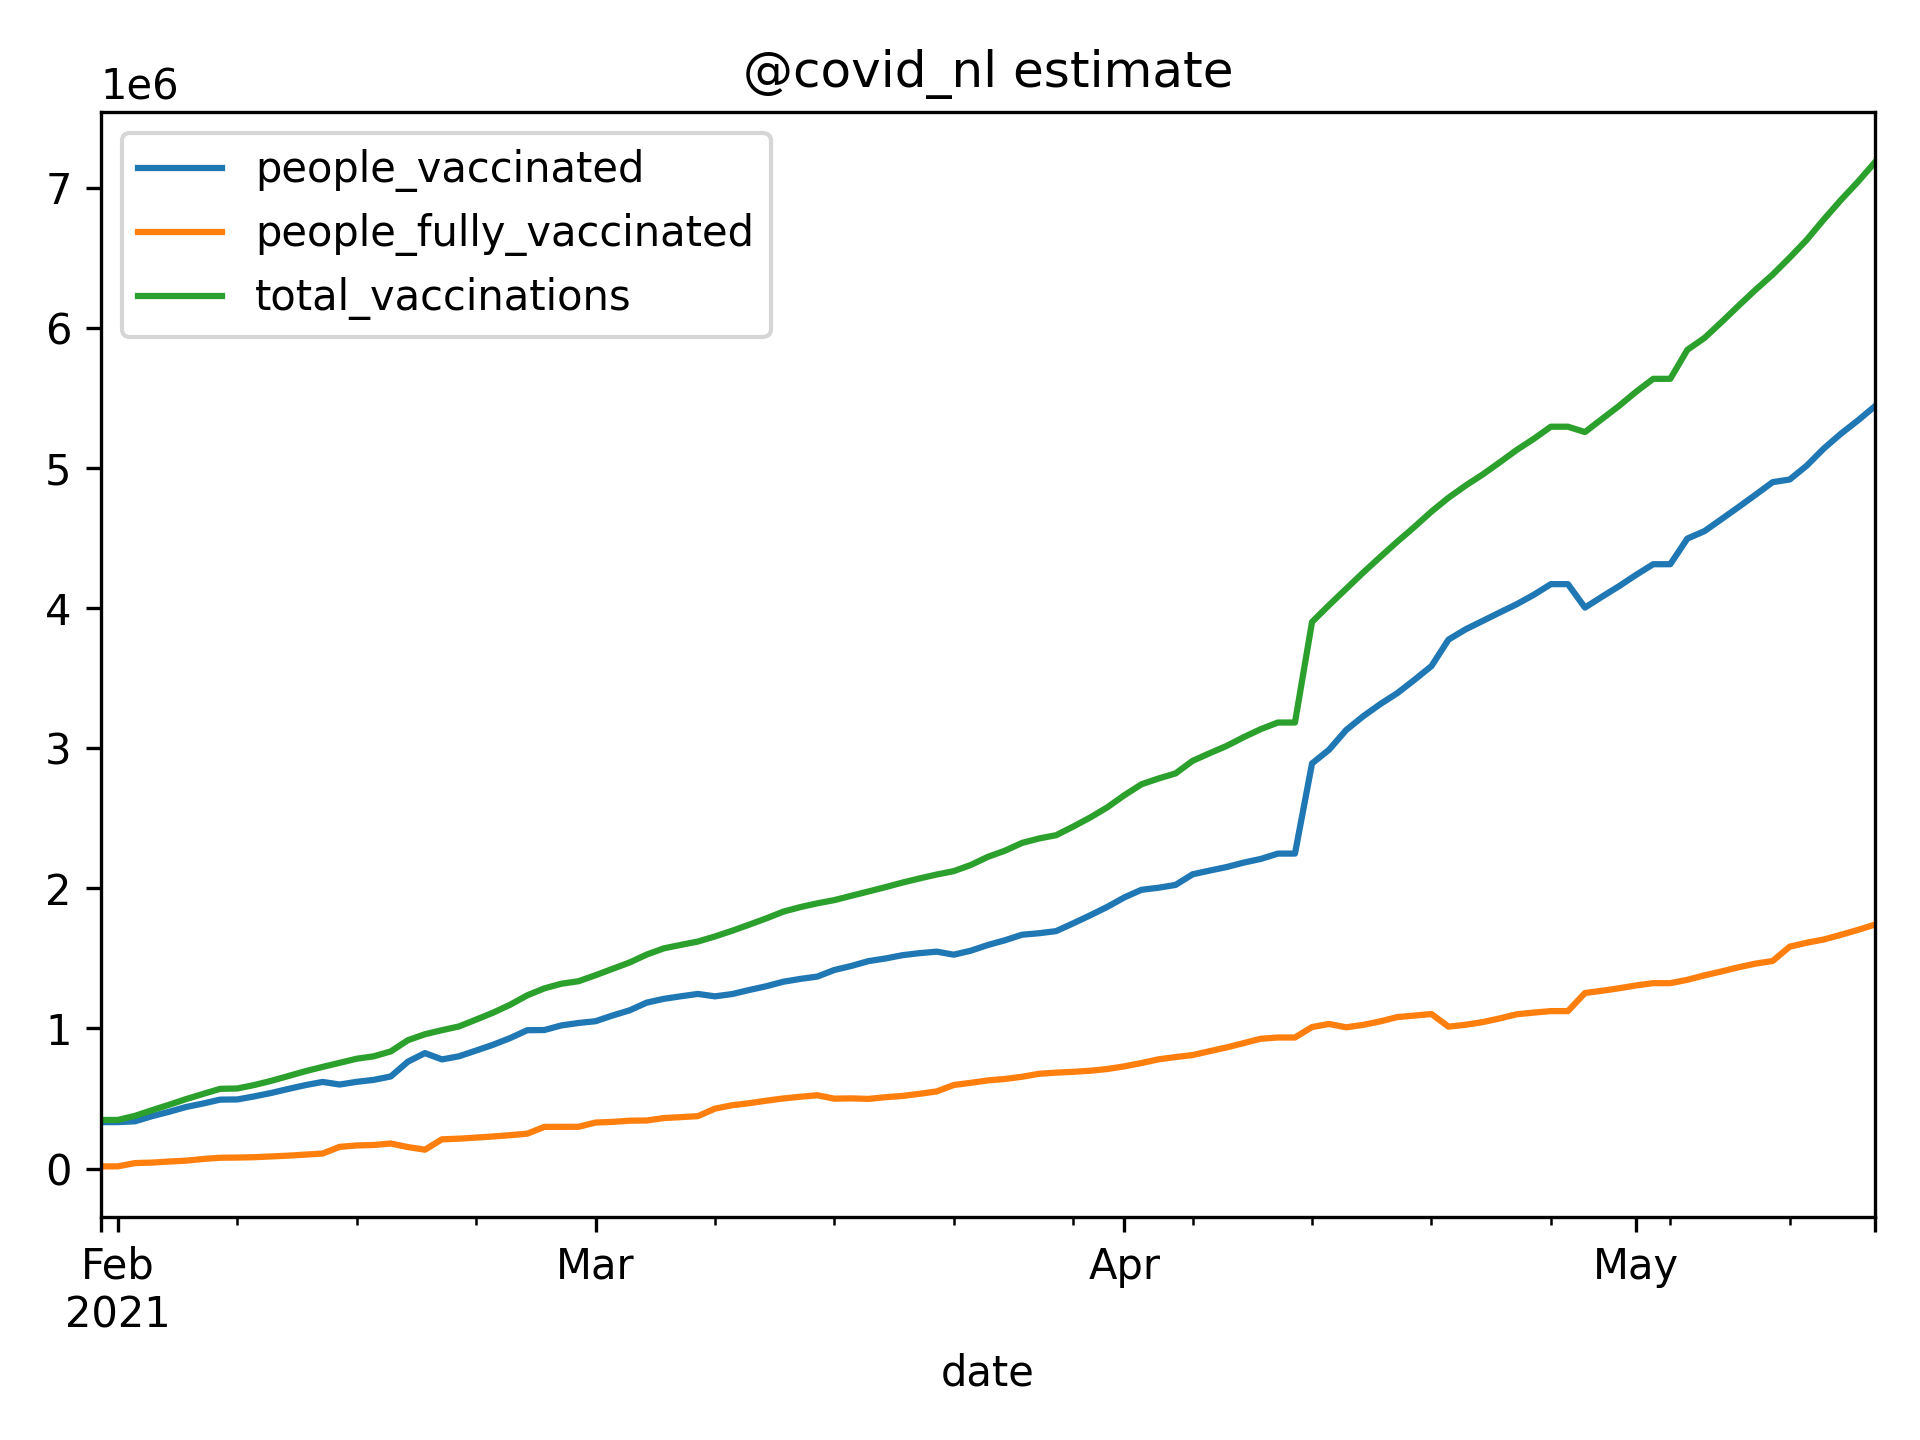 @covid_nl estimate
1e6
people_vaccinated
people_fully_vaccinated
total_vaccinations
7
6
5
4
3
2
1
0
Feb Mar Apr May
2021
date